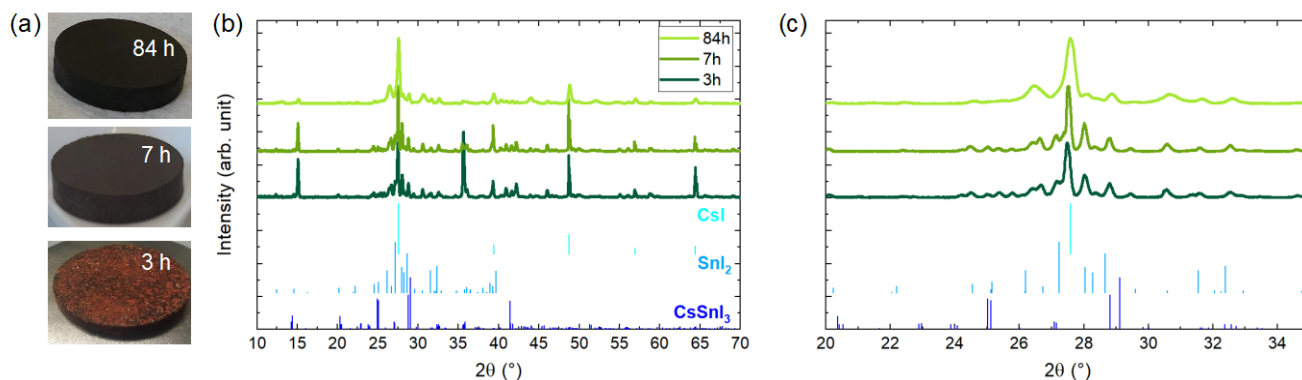 (a)
84 h
7 h
3 h
(b)
Intensity (arb. unit)
84h
7h
3h
CsI
SnI₂
CsSnI₃
10 15 20 25 30 35 40 45 50 55 60 65 70
2θ (°)
(c)
20 22 24 26 28 30 32 34
2θ (°)